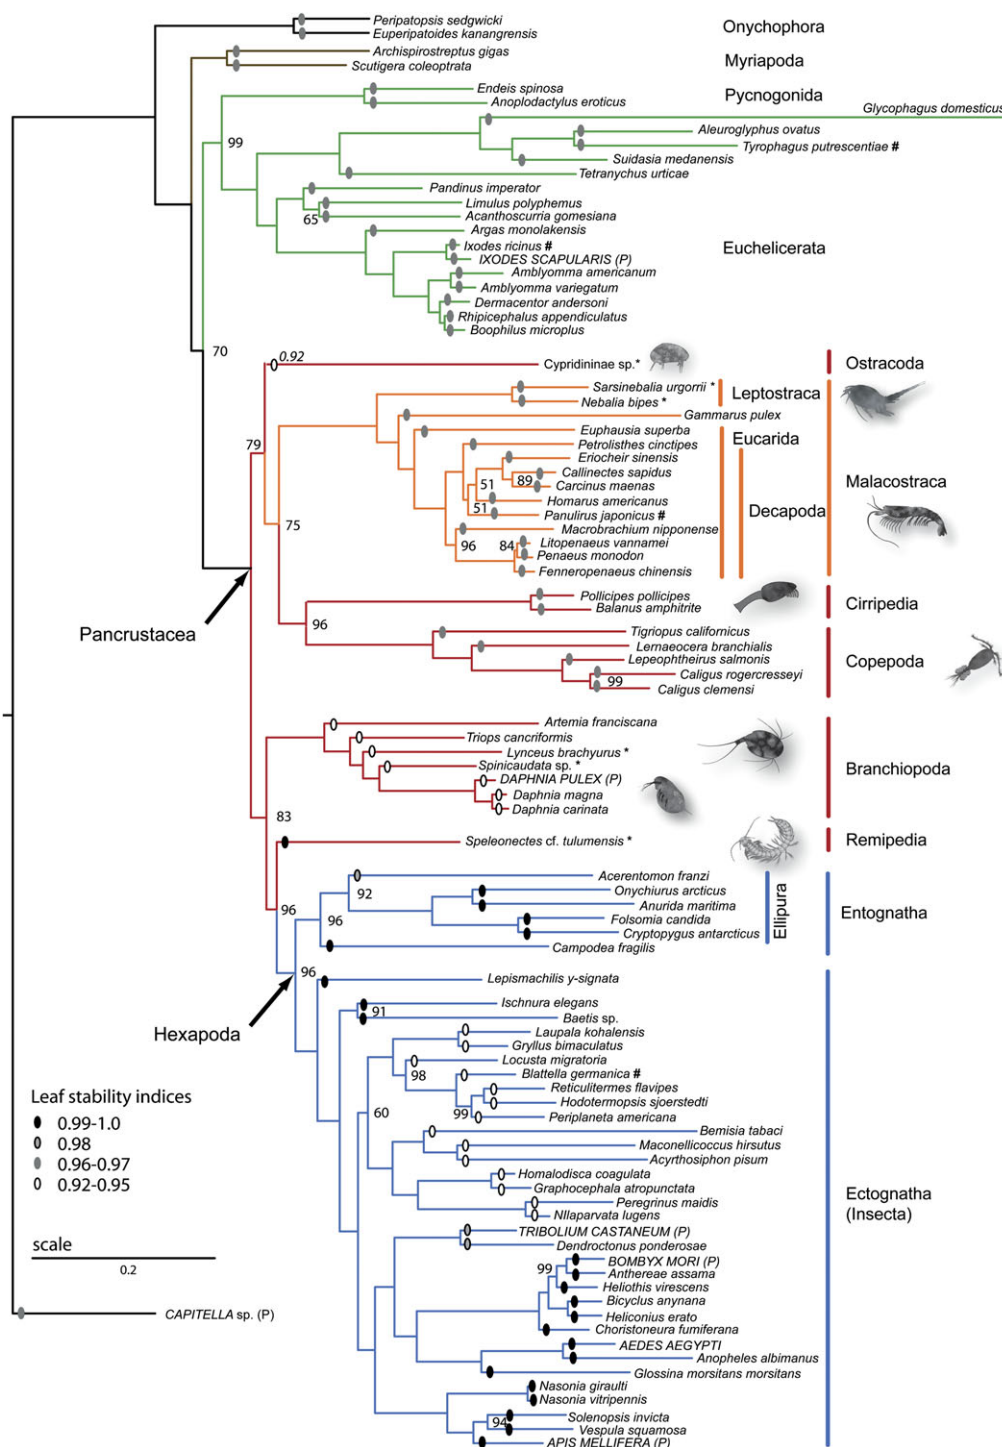 Peripatopsis sedgwicki
Euperipatoides kanangrensis
Onychophora
Archispirostreptus gigas
Scutigera coleoptrata
Myriapoda
Endeis spinosa
Anoplodactylus eroticus
Pycnogonida
Glycophagus domesticus
Aleuroglyphus ovatus
Tyrophagus putrescentiae #
Suidasia medanensis
Tetranychus urticae
99
Pandinus imperator
Limulus polyphemus
Acanthoscurria gomesiana
65
Argas monolakensis
Ixodes ricinus #
IXODES SCAPULARIS (P)
Amblyomma americanum
Amblyomma variegatum
Dermacentor andersoni
Rhipicephalus appendiculatus
Boophilus microplus
Euchelicerata
70
0.92
Cypridininae sp.*
Ostracoda
Sarsinebalia urgorrii *
Nebalia bipes *
Leptostraca
Gammarus pulex
Euphausia superba
Eucarida
79
Petrolisthes cinctipes
Eriocheir sinensis
Callinectes sapidus
89
Carcinus maenas
51
Homarus americanus
51
Panulirus japonicus #
Decapoda
Malacostraca
75
Macrobrachium nipponense
96
Litopenaeus vannamei
84
Penaeus monodon
Fenneropenaeus chinensis
Pollicipes pollicipes
Balanus amphitrite
Cirripedia
Pancrustacea
96
Tigriopus californicus
Lernaeocera branchialis
Lepeophtheirus salmonis
Caligus rogercresseyi
99
Caligus clemensi
Copepoda
Artemia franciscana
Triops cancriformis
Lynceus brachyurus *
Spinicaudata sp. *
DAPHNIA PULEX (P)
Daphnia magna
Daphnia carinata
Branchiopoda
83
Speleonectes cf. tulumensis *
Remipedia
Acerentomon franzi
92
Onychiurus arcticus
Anurida maritima
Folsomia candida
Cryptopygus antarcticus
Ellipura
Entognatha
96
96
Campodea fragilis
96
Lepismachilis y-signata
Hexapoda
Ischnura elegans
91
Baetis sp.
Laupala kohalensis
Gryllus bimaculatus
Locusta migratoria
98
Blattella germanica #
Reticulitermes flavipes
Hodotermopsis sjoerstedti
99
Periplaneta americana
60
Bemisia tabaci
Maconellicoccus hirsutus
Acyrthosiphon pisum
Homalodisca coagulata
Graphocephala atropunctata
Peregrinus maidis
NIlaparvata lugens
Ectognatha
(Insecta)
TRIBOLIUM CASTANEUM (P)
Dendroctonus ponderosae
BOMBYX MORI (P)
99
Anthereae assama
Heliothis virescens
Bicyclus anynana
Heliconius erato
Choristoneura fumiferana
AEDES AEGYPTI
Anopheles albimanus
Glossina morsitans morsitans
Nasonia giraulti
Nasonia vitripennis
Solenopsis invicta
94
Vespula squamosa
APIS MELLIFERA (P)
Leaf stability indices
0.99-1.0
0.98
0.96-0.97
0.92-0.95
scale
0.2
CAPITELLA sp. (P)